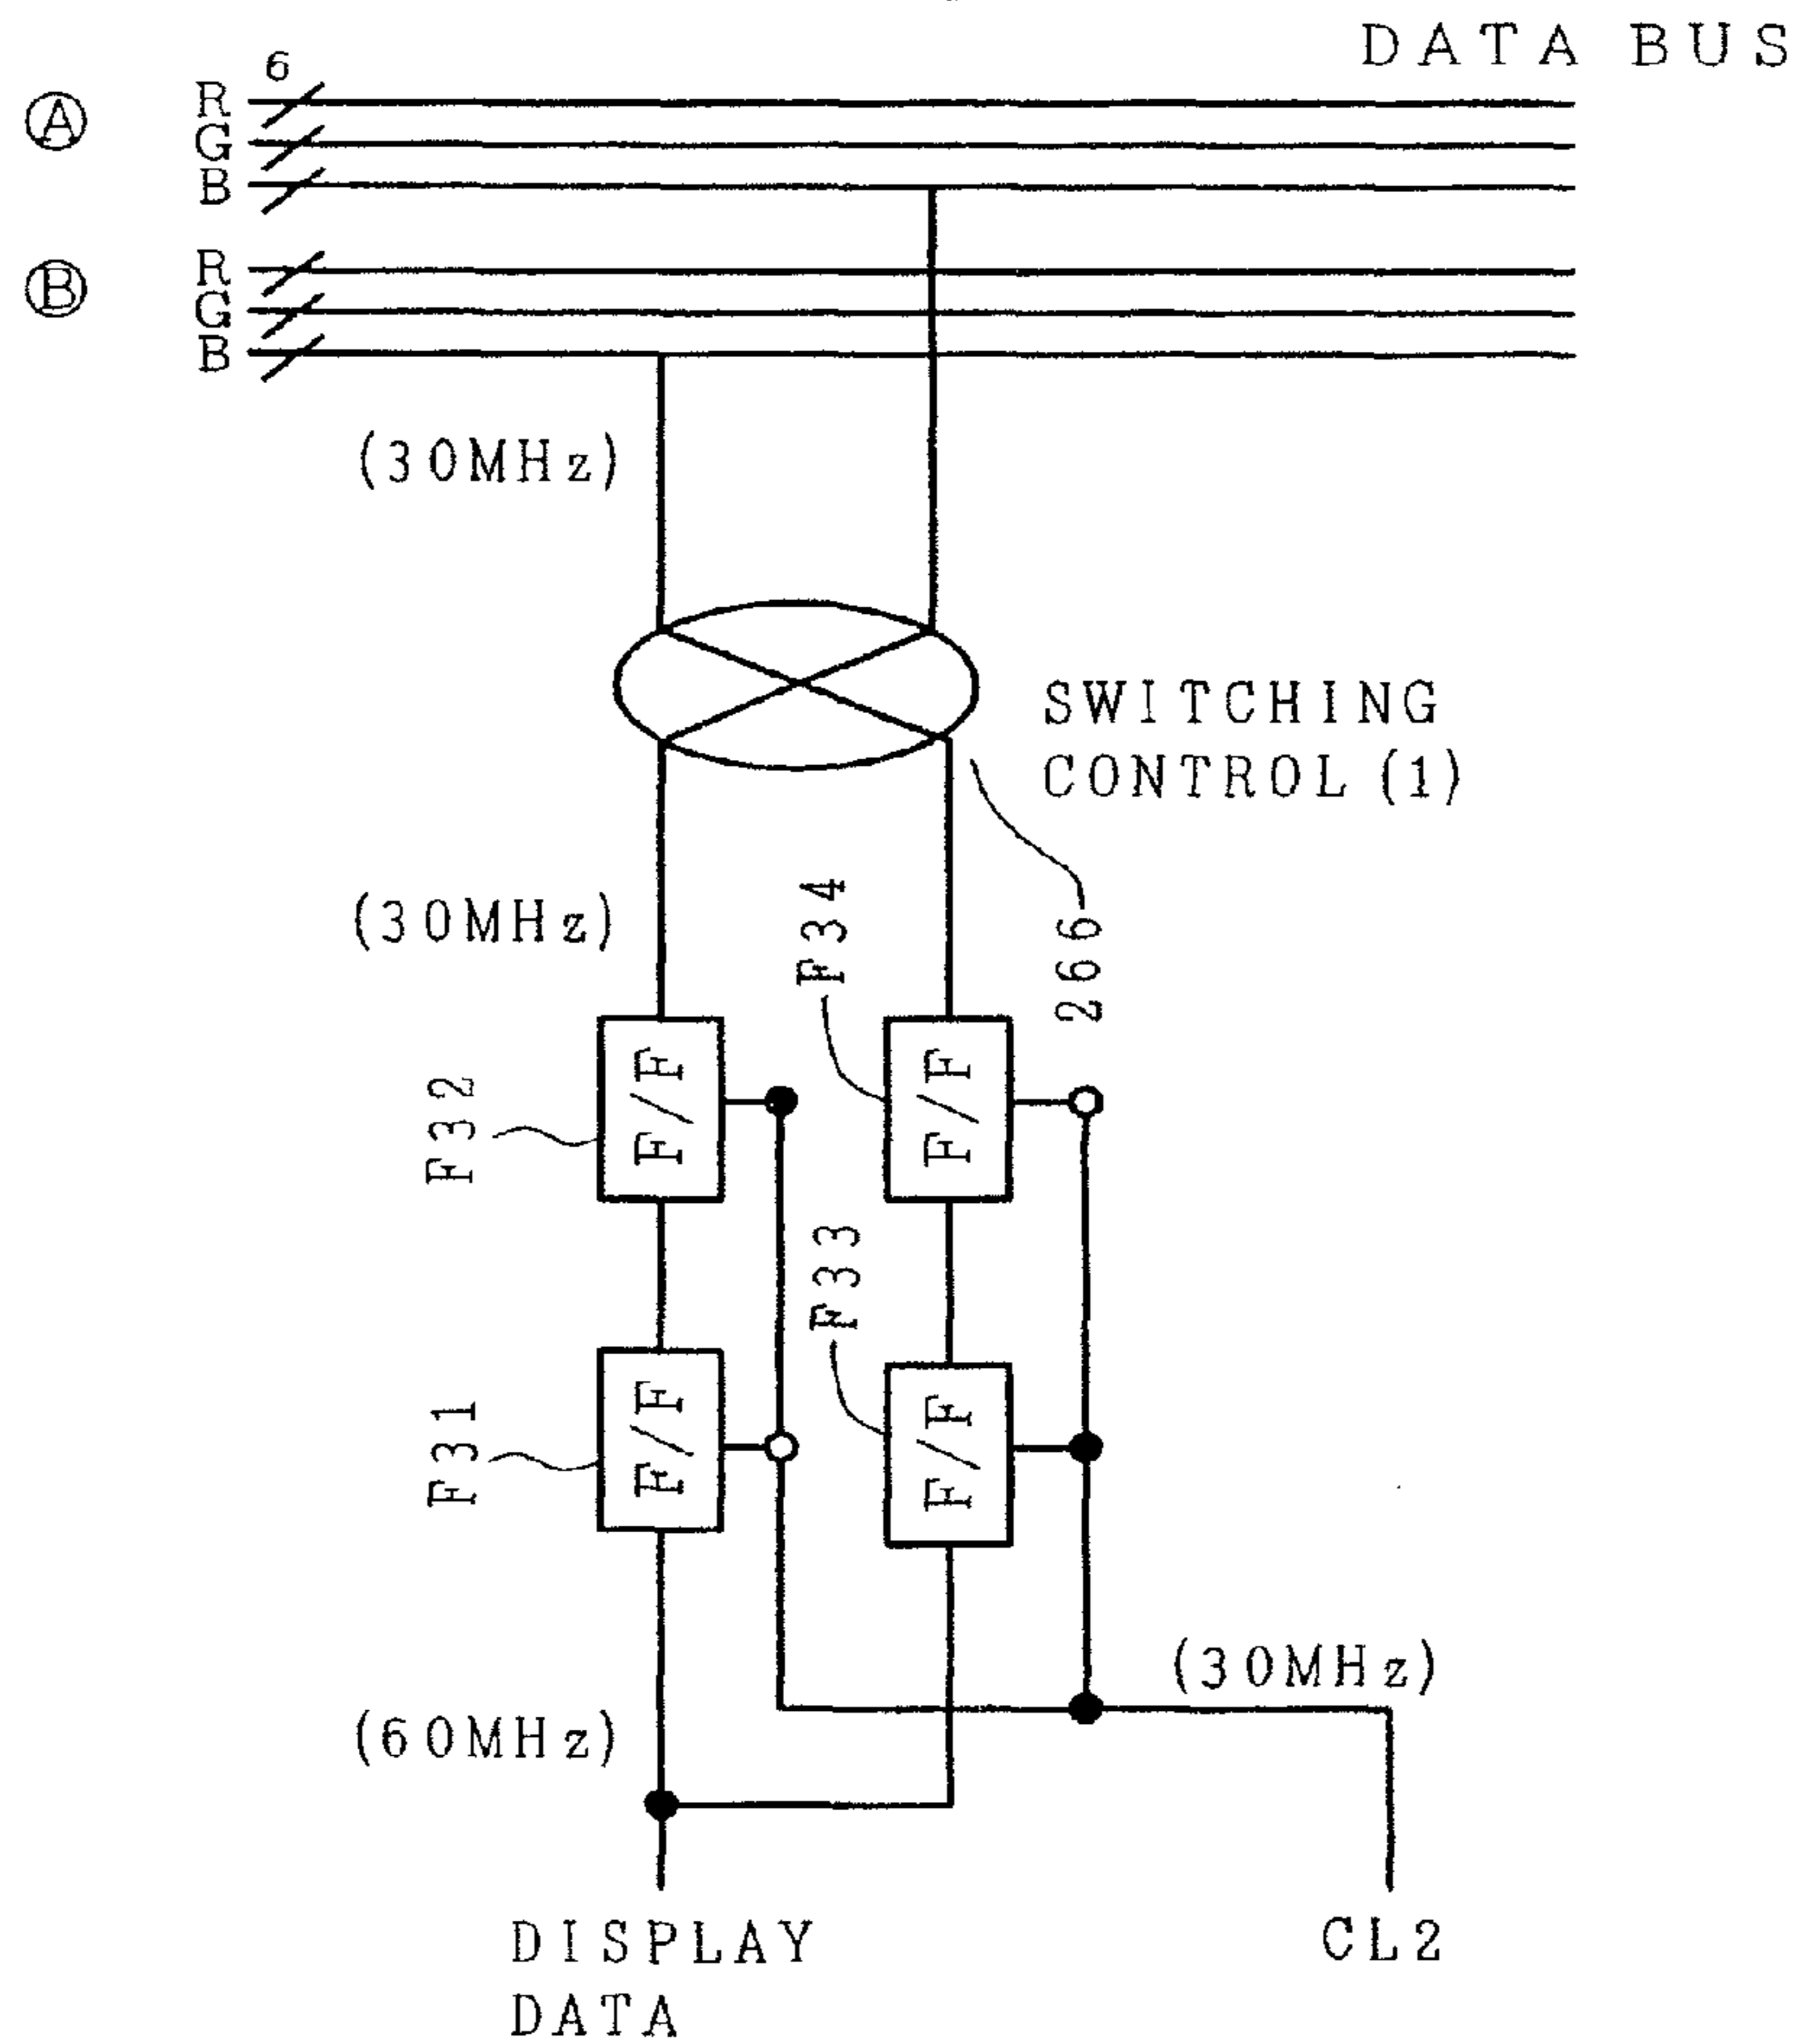 DATA BUS
6
Ⓐ
R
G
B
Ⓑ
R
G
B
(30MHz)
SWITCHING
CONTROL(1)
(30MHz)
F34
266
F32
F/F
F/F
F33
F31
F/F
F/F
(30MHz)
(60MHz)
DISPLAY
DATA
CL2